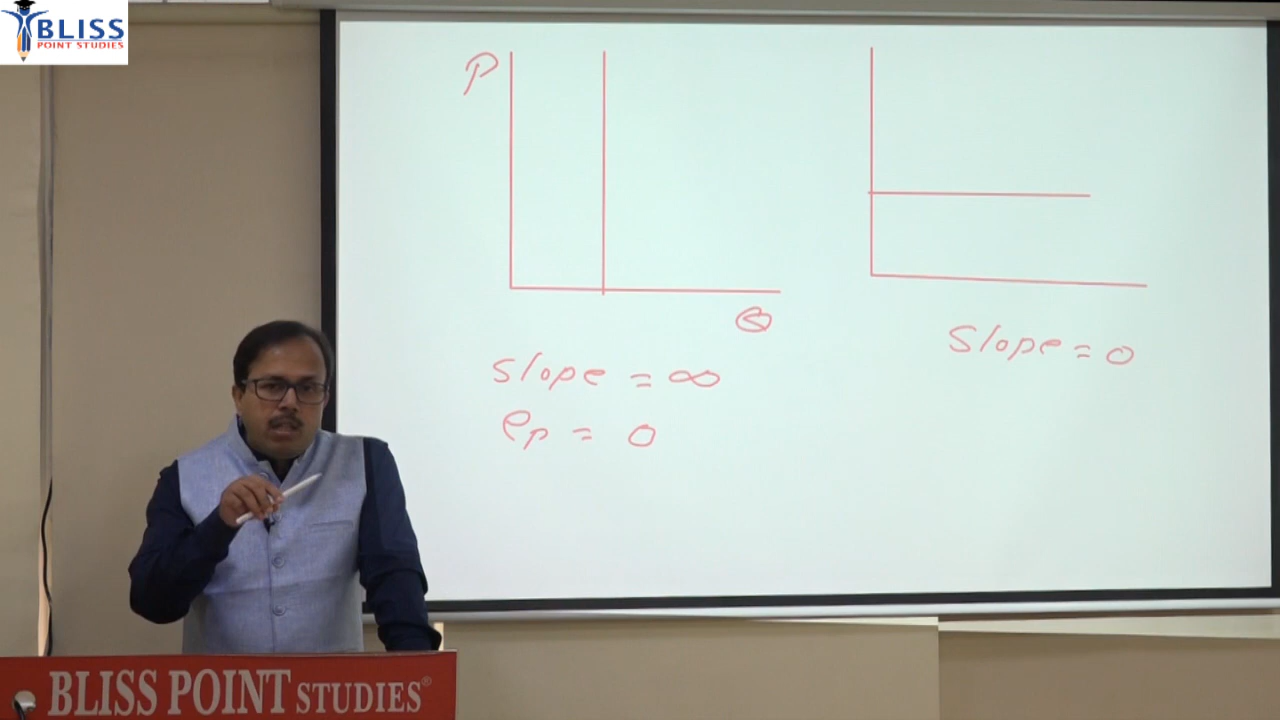 BLISS
POINT STUDIES
P
Q
Slope = ∞
ep = 0
Slope = 0
BLISS POINT STUDIES®